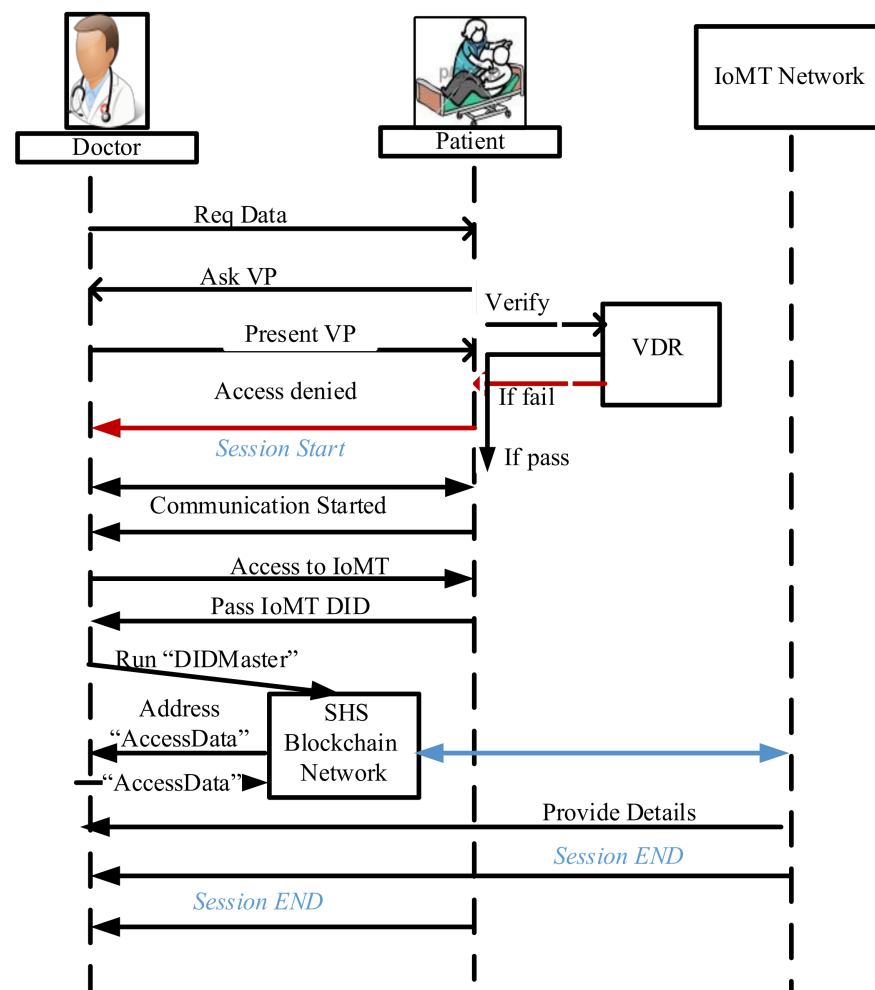 IoMT Network
Doctor
Patient
Req Data
Ask VP
Verify
Present VP
VDR
Access denied
If fail
Session Start
If pass
Communication Started
Access to IoMT
Pass IoMT DID
Run “DIDMaster”
Address
“AccessData”
SHS
Blockchain
Network
“AccessData”
Provide Details
Session END
Session END